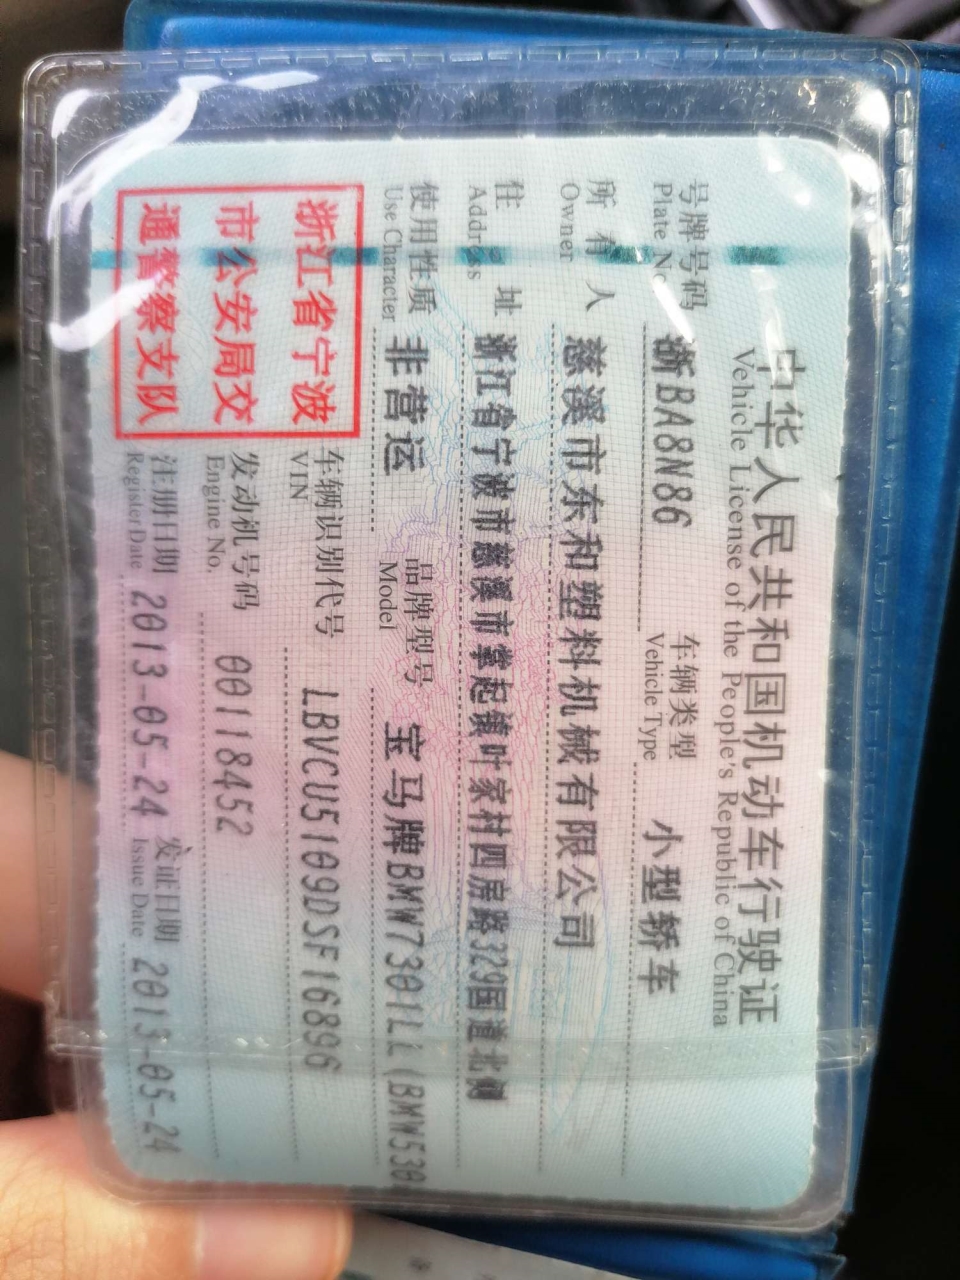 中华人民共和国机动车行驶证
Vehicle License of the People's Republic of China
号牌号码 浙BA8N86 车辆类型 小型轿车
Plate No. Vehicle Type
所有人 慈溪市东和塑料机械有限公司
Owner
住址 浙江省宁波市慈溪市掌起镇叶家村四房路329国道北侧
Address
使用性质 非营运 品牌型号 宝马牌BMW7301LL(BMW530
Use Character Model
浙江省宁波
市公安局交
通警察支队
车辆识别代号 LBVCU5109DSF16896
VIN
发动机号码 00118452
Engine No.
注册日期 2013-05-24 发证日期 2013-05-24
Register Date Issue Date